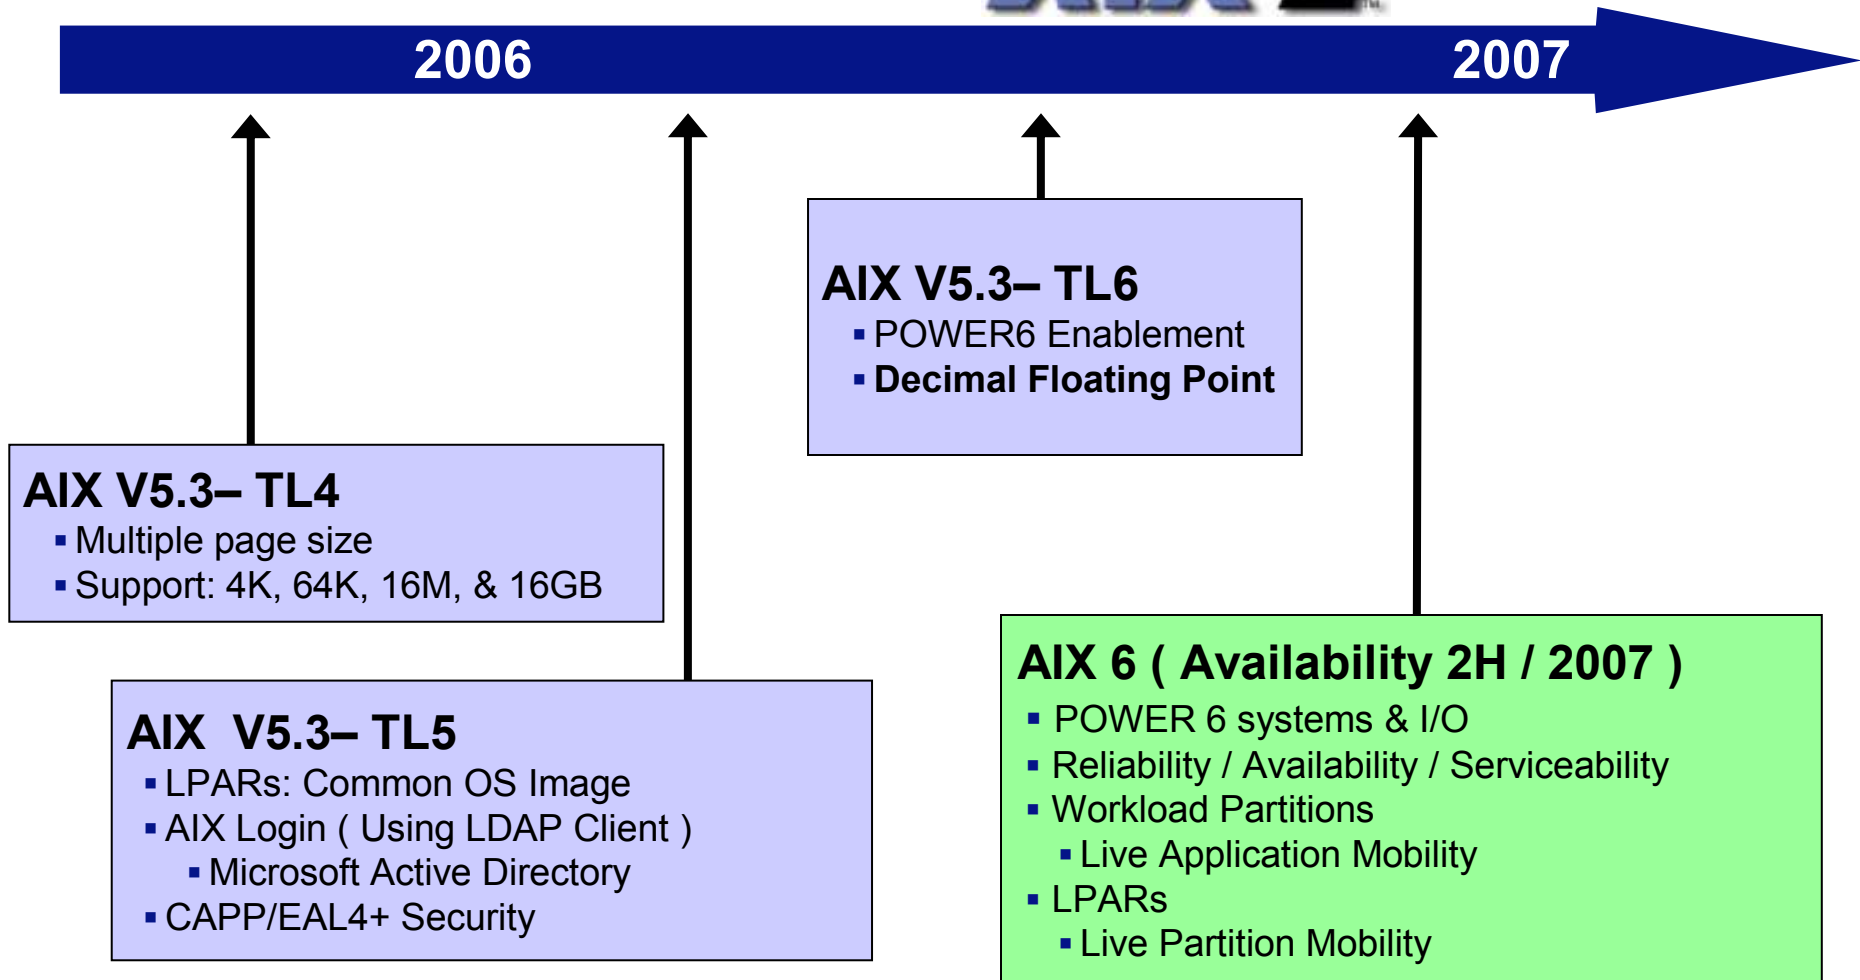 2006
2007
AIX V5.3– TL6
▪ POWER6 Enablement
▪ Decimal Floating Point
AIX V5.3– TL4
▪ Multiple page size
▪ Support: 4K, 64K, 16M, & 16GB
AIX V5.3– TL5
▪ LPARs: Common OS Image
▪ AIX Login ( Using LDAP Client )
▪ Microsoft Active Directory
▪ CAPP/EAL4+ Security
AIX 6 ( Availability 2H / 2007 )
▪ POWER 6 systems & I/O
▪ Reliability / Availability / Serviceability
▪ Workload Partitions
▪ Live Application Mobility
▪ LPARs
▪ Live Partition Mobility